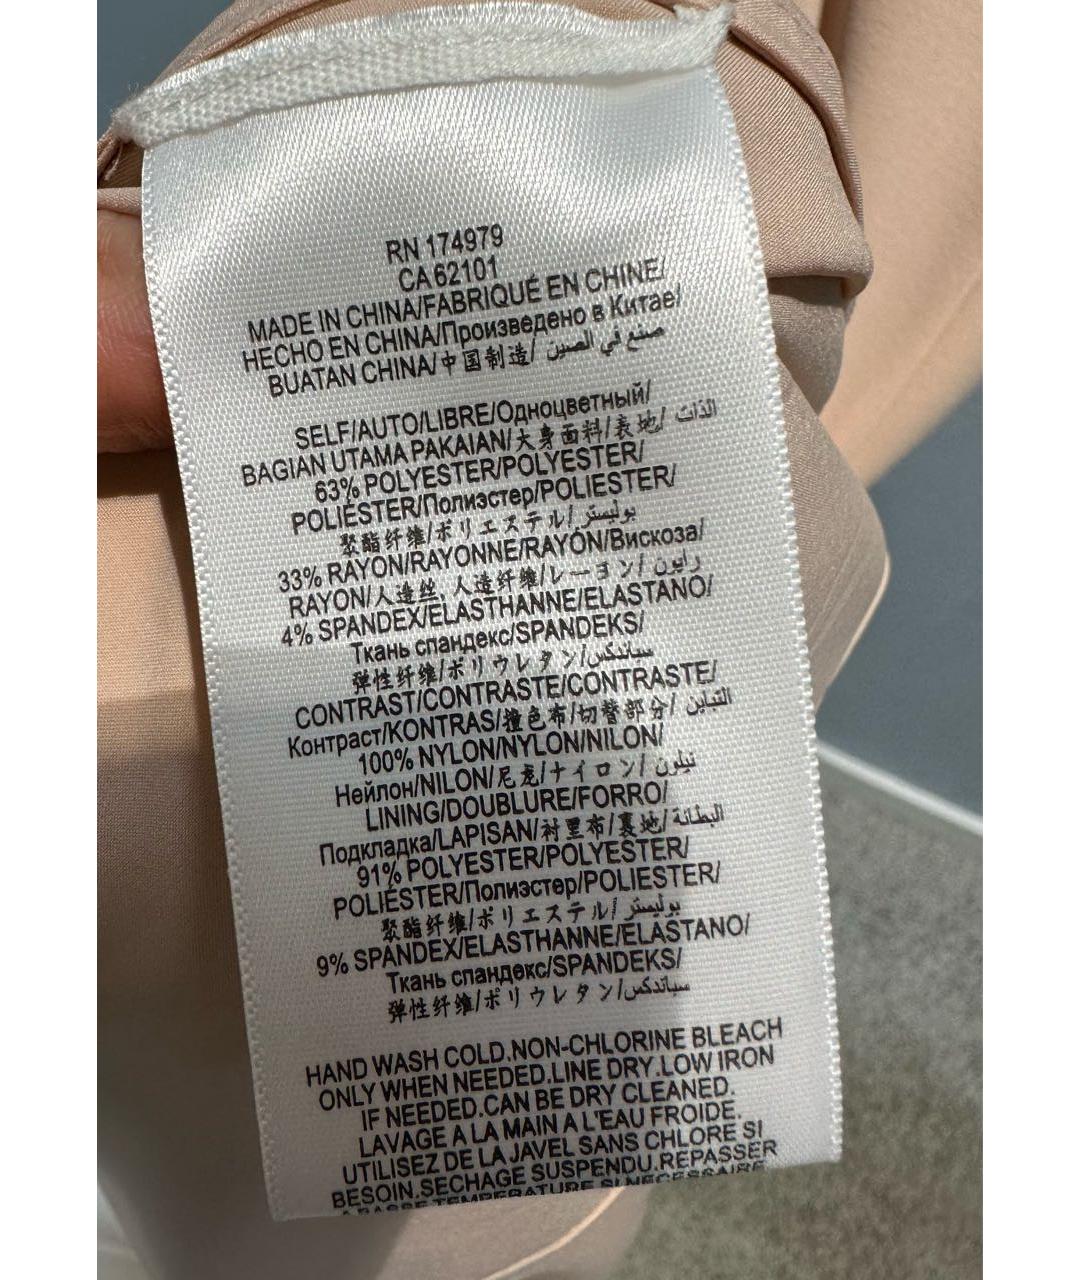 RN 174979
CA 62101
MADE IN CHINA/FABRIQUÉ EN CHINE/
HECHO EN CHINA/Произведено в Китае/
BUATAN CHINA/中国制造/ صنع في الصين
SELF/AUTO/LIBRE/Одноцветный/
BAGIAN UTAMA PAKAIAN/大身面料/表地/ الذات
63% POLYESTER/POLYESTER/
POLIÉSTER/Полиэстер/POLIESTER/
聚酯纤维/ポリエステル/بوليستر
33% RAYON/RAYONNE/RAYÓN/Вискоза/
RAYON/人造丝, 人造纤维/レーヨン/ رايون
4% SPANDEX/ELASTHANNE/ELASTANO/
Ткань спандекс/SPANDEKS/
弹性纤维/ポリウレタン/سباندكس
CONTRAST/CONTRASTE/CONTRASTE/
Контраст/KONTRAS/撞色布/切替部分/ التباين
100% NYLON/NYLON/NILON/
Нейлон/NILON/尼龙/ナイロン/ نيلون
LINING/DOUBLURE/FORRO/
Подкладка/LAPISAN/衬里布/裏地/ البطانة
91% POLYESTER/POLYESTER/
POLIÉSTER/Полиэстер/POLIESTER/
聚酯纤维/ポリエステル/ بوليستر
9% SPANDEX/ELASTHANNE/ELASTANO/
Ткань спандекс/SPANDEKS/
弹性纤维/ポリウレタン/سباندكس
HAND WASH COLD.NON-CHLORINE BLEACH
ONLY WHEN NEEDED.LINE DRY.LOW IRON
IF NEEDED.CAN BE DRY CLEANED.
LAVAGE A LA MAIN A L'EAU FROIDE.
UTILISEZ DE LA JAVEL SANS CHLORE SI
BESOIN.SECHAGE SUSPENDU.REPASSER
A BASSE TEMPERATURE SI NECESSAIRE